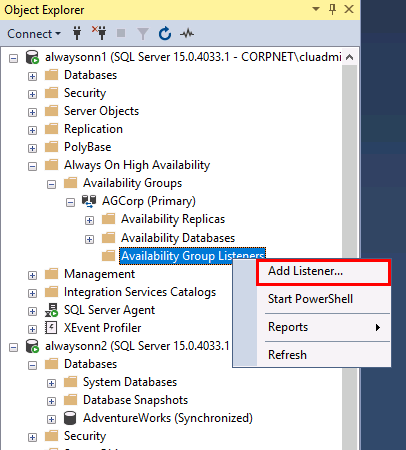 Object Explorer
Connect
alwaysonn1 (SQL Server 15.0.4033.1 - CORPNET\cluadmi
Databases
Security
Server Objects
Replication
PolyBase
Always On High Availability
Availability Groups
AGCorp (Primary)
Availability Replicas
Availability Databases
Availability Group Listeners
Add Listener...
Management
Start PowerShell
Integration Services Catalogs
SQL Server Agent
Reports
XEvent Profiler
alwaysonn2 (SQL Server 15.0.4033.1
Refresh
Databases
System Databases
Database Snapshots
AdventureWorks (Synchronized)
Security